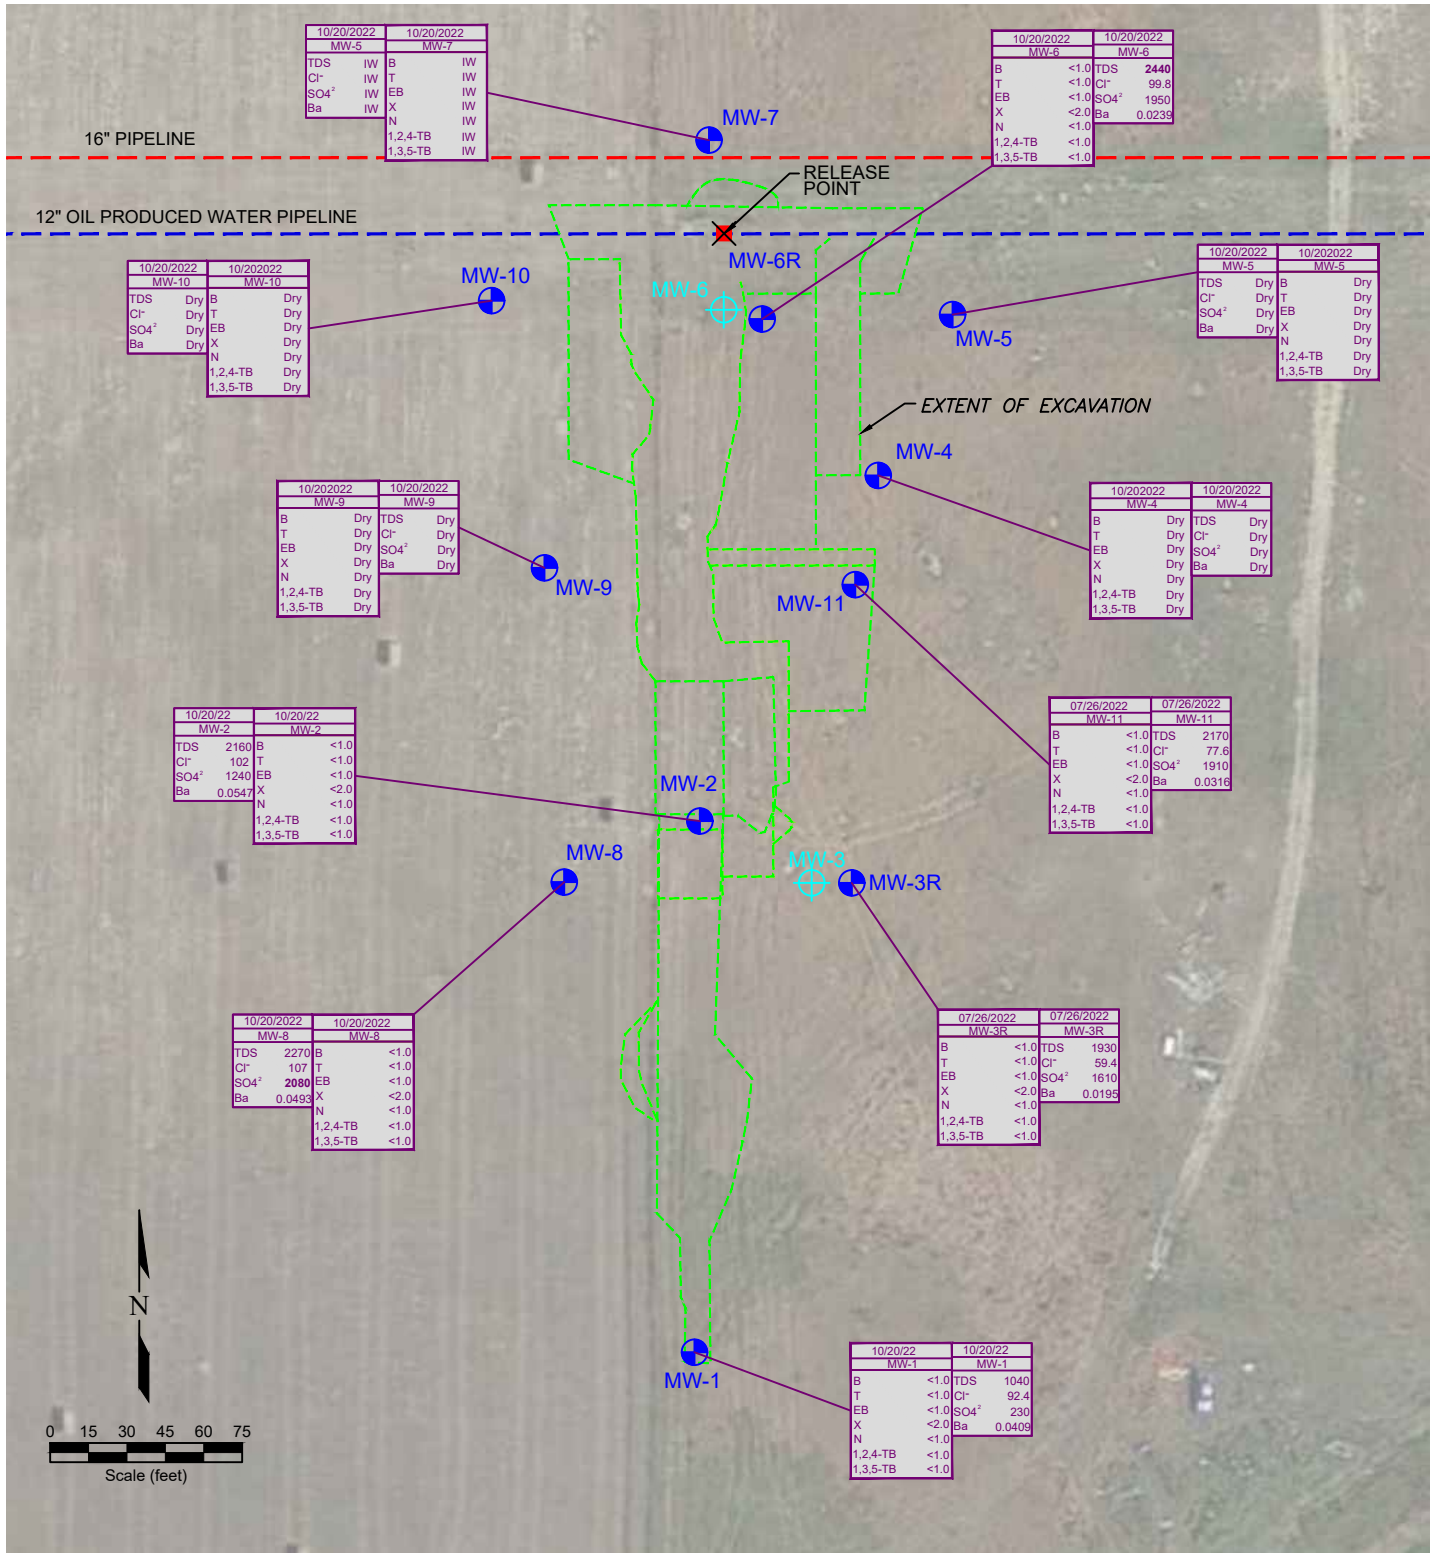 10/20/2022 10/20/2022
MW-5 MW-7
TDS IW
Cl⁻ IW
SO4² IW
Ba IW
B IW
T IW
EB IW
X IW
N IW
1,2,4-TB IW
1,3,5-TB IW
10/20/2022 10/20/2022
MW-6 MW-6
B <1.0
T <1.0
EB <1.0
X <2.0
N <1.0
1,2,4-TB <1.0
1,3,5-TB <1.0
TDS 2440
Cl⁻ 99.8
SO4² 1950
Ba 0.0239
MW-7
16" PIPELINE
RELEASE
POINT
12" OIL PRODUCED WATER PIPELINE
MW-6R
MW-10
MW-6
MW-5
10/20/2022 10/202022
MW-10 MW-10
TDS Dry
Cl⁻ Dry
SO4² Dry
Ba Dry
B Dry
T Dry
EB Dry
X Dry
N Dry
1,2,4-TB Dry
1,3,5-TB Dry
10/20/2022 10/202022
MW-5 MW-5
TDS Dry
Cl⁻ Dry
SO4² Dry
Ba Dry
B Dry
T Dry
EB Dry
X Dry
N Dry
1,2,4-TB Dry
1,3,5-TB Dry
EXTENT OF EXCAVATION
MW-4
10/202022 10/20/2022
MW-9 MW-9
B Dry
T Dry
EB Dry
X Dry
N Dry
1,2,4-TB Dry
1,3,5-TB Dry
TDS Dry
Cl⁻ Dry
SO4² Dry
Ba Dry
10/202022 10/20/2022
MW-4 MW-4
B Dry
T Dry
EB Dry
X Dry
N Dry
1,2,4-TB Dry
1,3,5-TB Dry
TDS Dry
Cl⁻ Dry
SO4² Dry
Ba Dry
MW-9
MW-11
10/20/22 10/20/22
MW-2 MW-2
TDS 2160
Cl⁻ 102
SO4² 1240
Ba 0.0547
B <1.0
T <1.0
EB <1.0
X <2.0
N <1.0
1,2,4-TB <1.0
1,3,5-TB <1.0
07/26/2022 07/26/2022
MW-11 MW-11
B <1.0
T <1.0
EB <1.0
X <2.0
N <1.0
1,2,4-TB <1.0
1,3,5-TB <1.0
TDS 2170
Cl⁻ 77.6
SO4² 1910
Ba 0.0316
MW-2
MW-8
MW-3
MW-3R
10/20/2022 10/20/2022
MW-8 MW-8
TDS 2270
Cl⁻ 107
SO4² 2080
Ba 0.0493
B <1.0
T <1.0
EB <1.0
X <2.0
N <1.0
1,2,4-TB <1.0
1,3,5-TB <1.0
07/26/2022 07/26/2022
MW-3R MW-3R
B <1.0
T <1.0
EB <1.0
X <2.0
N <1.0
1,2,4-TB <1.0
1,3,5-TB <1.0
TDS 1930
Cl⁻ 59.4
SO4² 1610
Ba 0.0195
N
MW-1
10/20/22 10/20/22
MW-1 MW-1
B <1.0
T <1.0
EB <1.0
X <2.0
N <1.0
1,2,4-TB <1.0
1,3,5-TB <1.0
TDS 1040
Cl⁻ 92.4
SO4² 230
Ba 0.0409
0 15 30 45 60 75
Scale (feet)